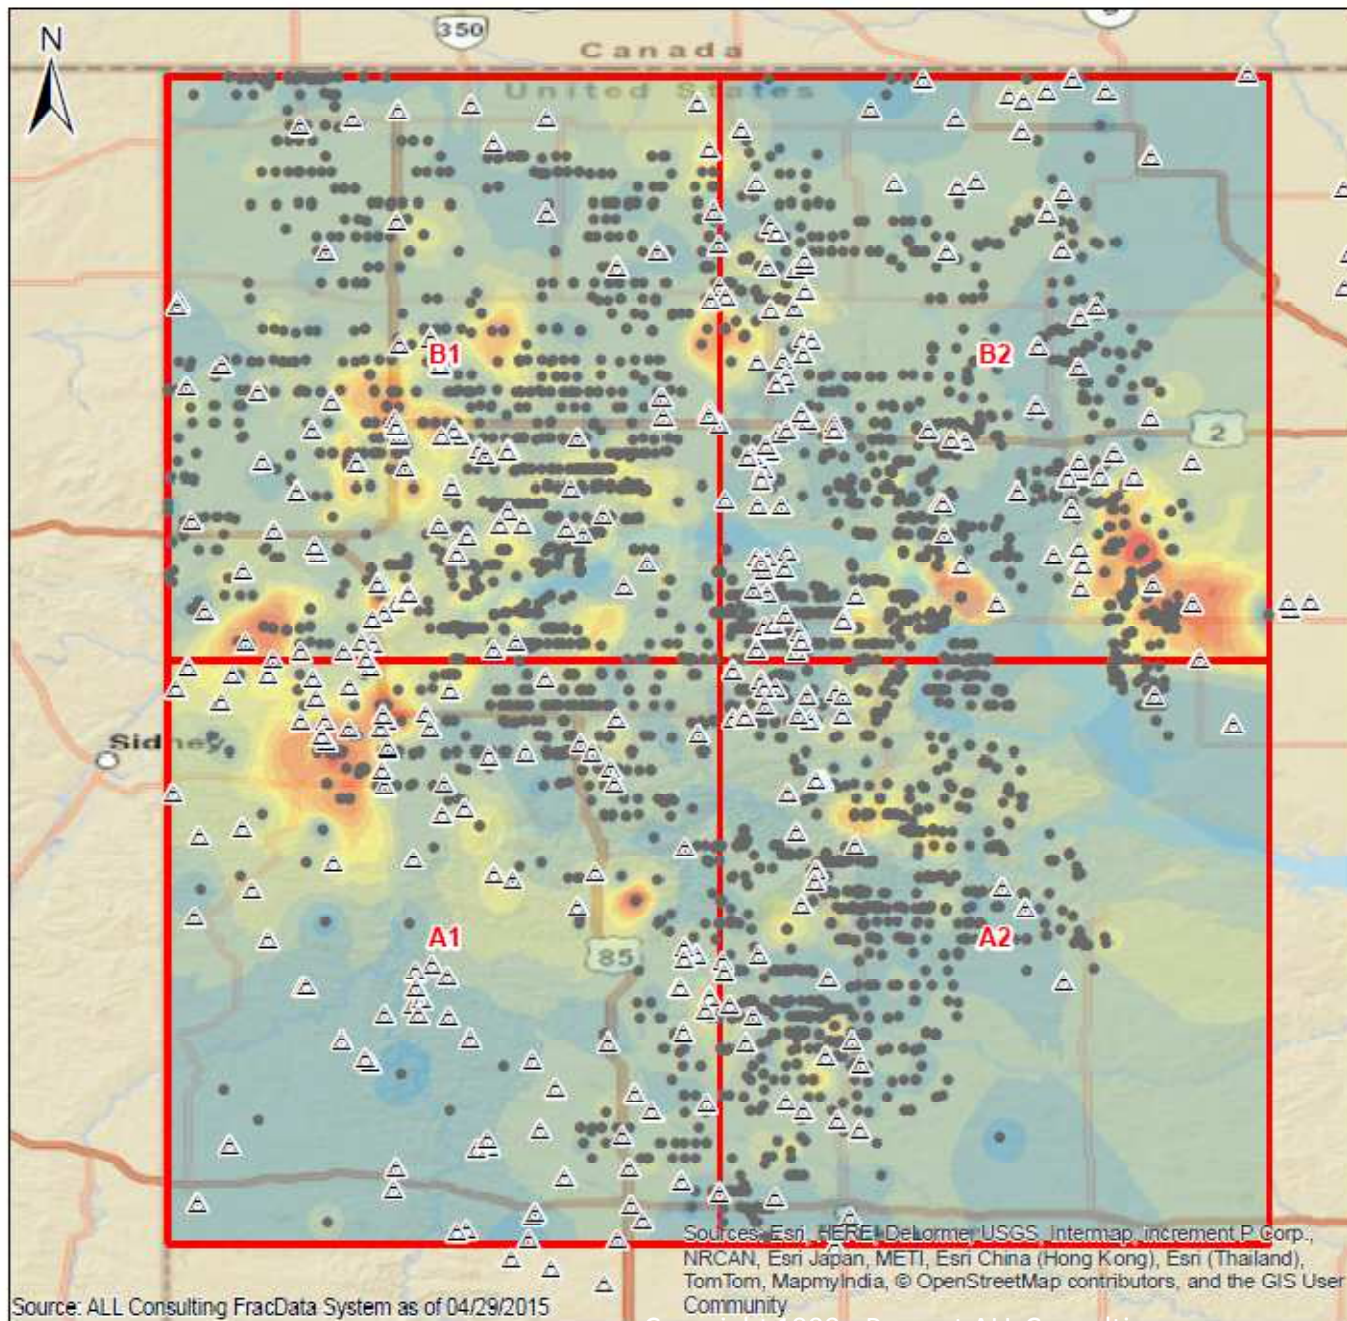 N
350
Canada
United States
B1
B2
2
Sidney
A1
A2
85
Sources: Esri, HERE, DeLorme, USGS, Intermap, increment P Corp.,
NRCAN, Esri Japan, METI, Esri China (Hong Kong), Esri (Thailand),
TomTom, MapmyIndia, © OpenStreetMap contributors, and the GIS User
Community
Source: ALL Consulting FracData System as of 04/29/2015